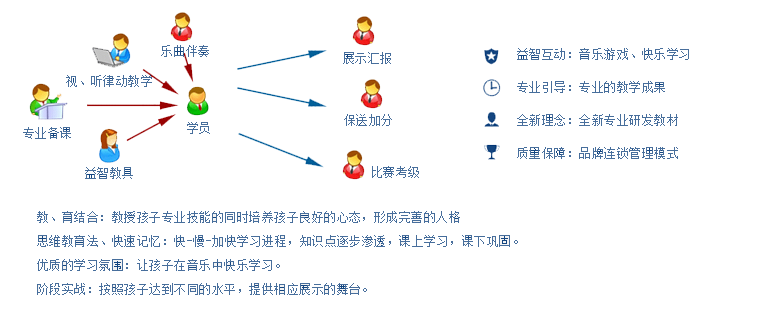 乐曲伴奏
视、听律动教学
专业备课
益智教具
学员
展示汇报
保送加分
比赛考级
益智互动：音乐游戏、快乐学习
专业引导：专业的教学成果
全新理念：全新专业研发教材
质量保障：品牌连锁管理模式
教、育结合：教授孩子专业技能的同时培养孩子良好的心态，形成完善的人格
思维教育法、快速记忆：快-慢-加快学习进程，知识点逐步渗透，课上学习，课下巩固。
优质的学习氛围：让孩子在音乐中快乐学习。
阶段实战：按照孩子达到不同的水平，提供相应展示的舞台。